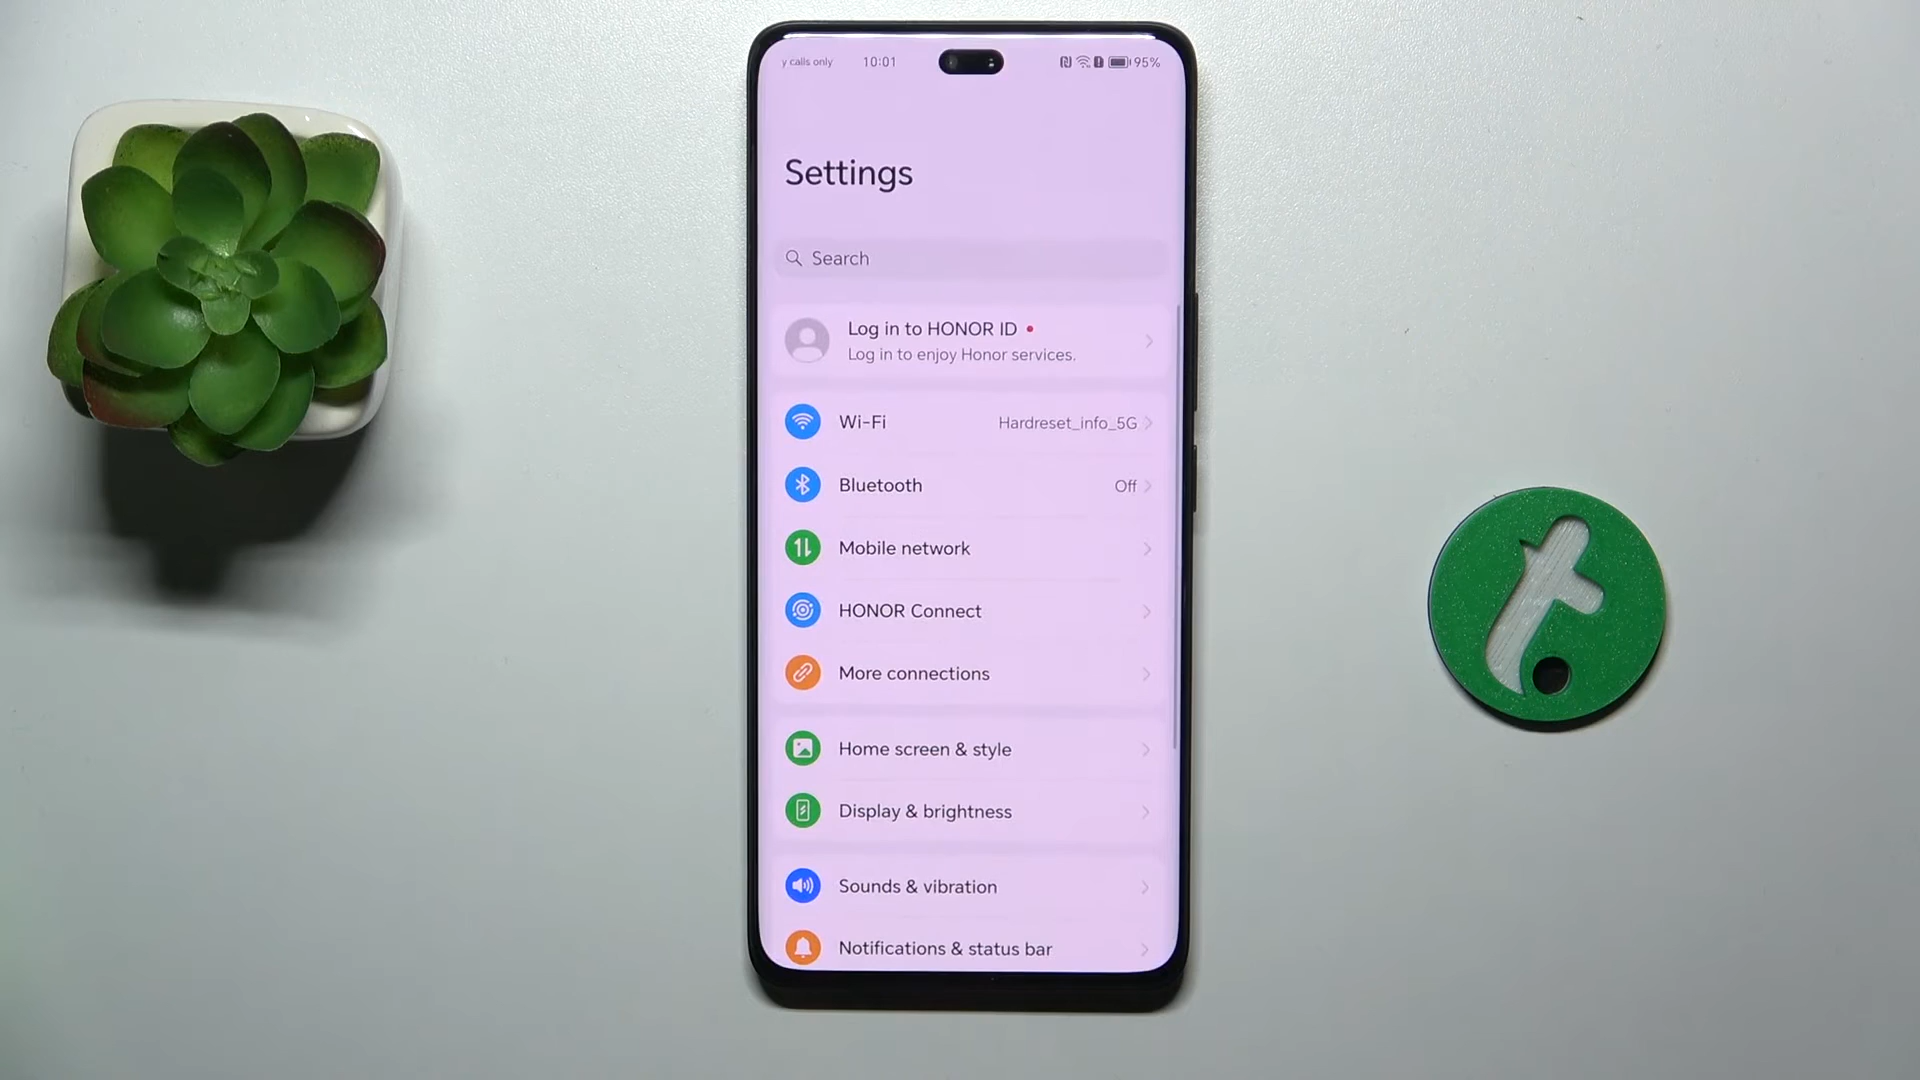 y calls only 10:01 95%
Settings
Search
Log in to HONOR ID
Log in to enjoy Honor services.
Wi-Fi Hardreset_info_5G
Bluetooth Off
Mobile network
HONOR Connect
More connections
Home screen & style
Display & brightness
Sounds & vibration
Notifications & status bar